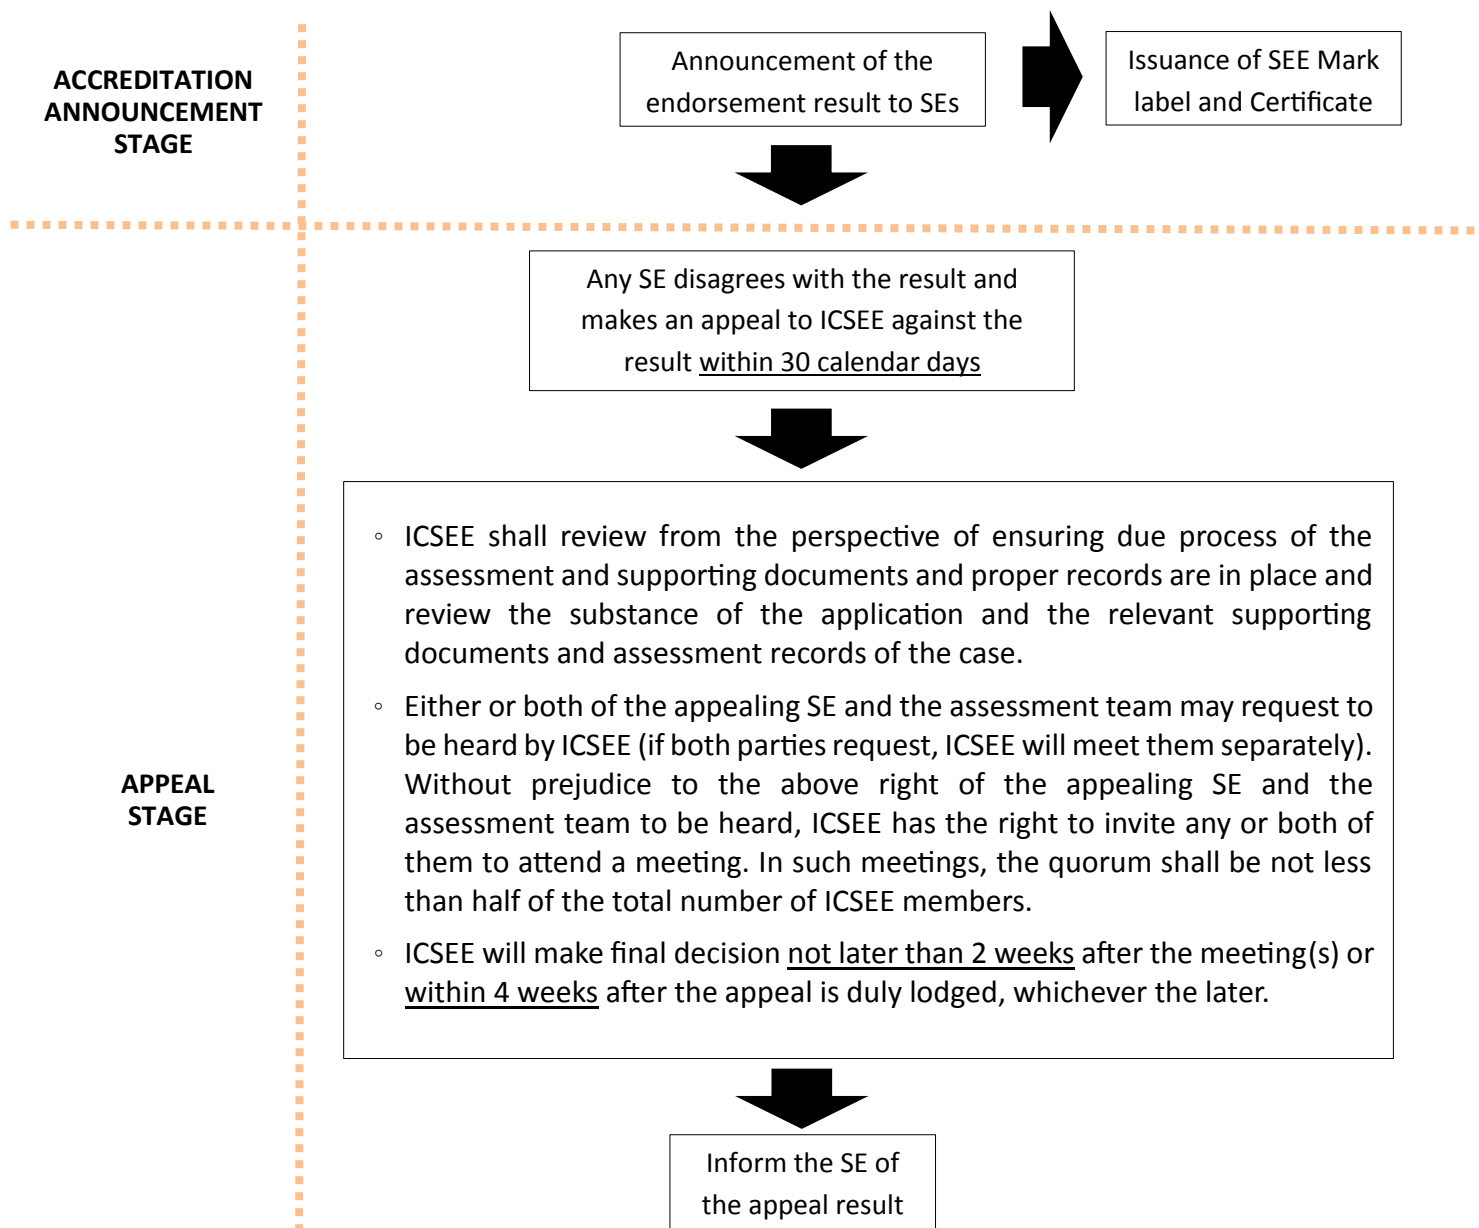 ACCREDITATION
ANNOUNCEMENT
STAGE
Announcement of the
endorsement result to SEs
Issuance of SEE Mark
label and Certificate
Any SE disagrees with the result and
makes an appeal to ICSEE against the
result within 30 calendar days
APPEAL
STAGE
◦ ICSEE shall review from the perspective of ensuring due process of the
assessment and supporting documents and proper records are in place and
review the substance of the application and the relevant supporting
documents and assessment records of the case.
◦ Either or both of the appealing SE and the assessment team may request to
be heard by ICSEE (if both parties request, ICSEE will meet them separately).
Without prejudice to the above right of the appealing SE and the
assessment team to be heard, ICSEE has the right to invite any or both of
them to attend a meeting. In such meetings, the quorum shall be not less
than half of the total number of ICSEE members.
◦ ICSEE will make final decision not later than 2 weeks after the meeting(s) or
within 4 weeks after the appeal is duly lodged, whichever the later.
Inform the SE of
the appeal result